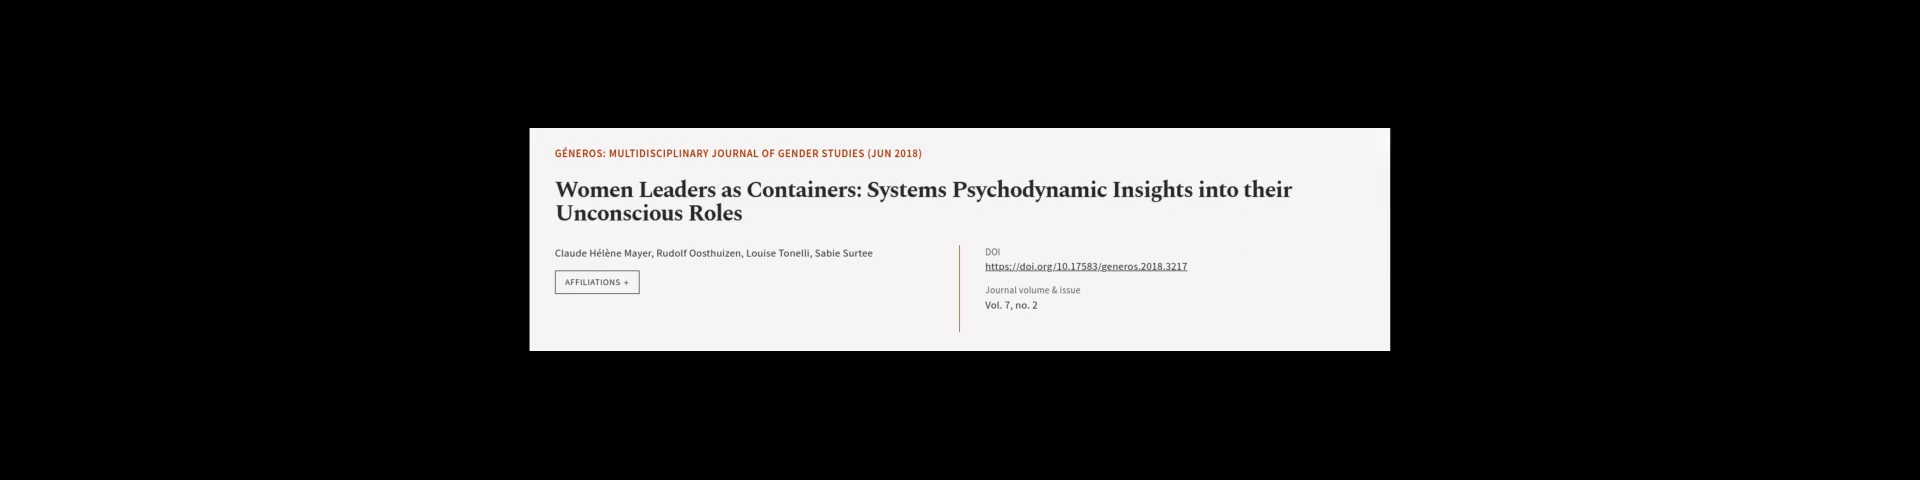 GÉNEROS: MULTIDISCIPLINARY JOURNAL OF GENDER STUDIES (JUN 2018)
Women Leaders as Containers: Systems Psychodynamic Insights into their
Unconscious Roles
Claude Hélène Mayer, Rudolf Oosthuizen, Louise Tonelli, Sabie Surtee
AFFILIATIONS +
DOI
https://doi.org/10.17583/generos.2018.3217
Journal volume & issue
Vol. 7, no. 2